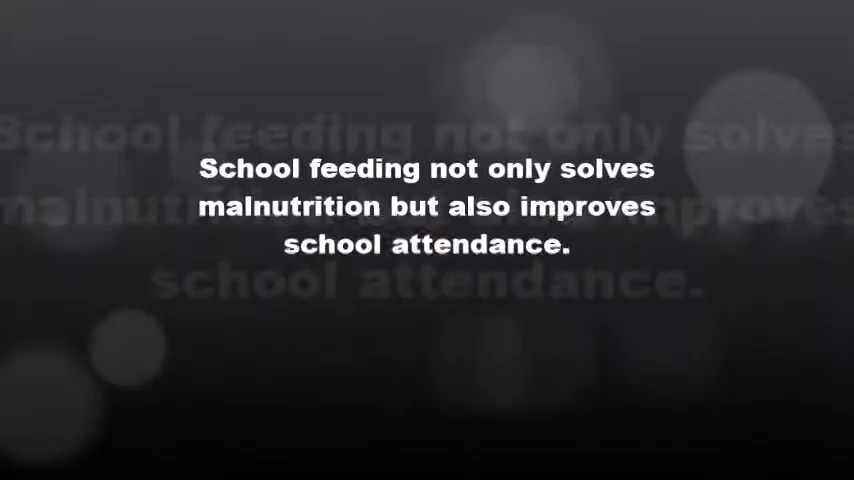 School feeding not only solves
malnutrition but also improves
school attendance.